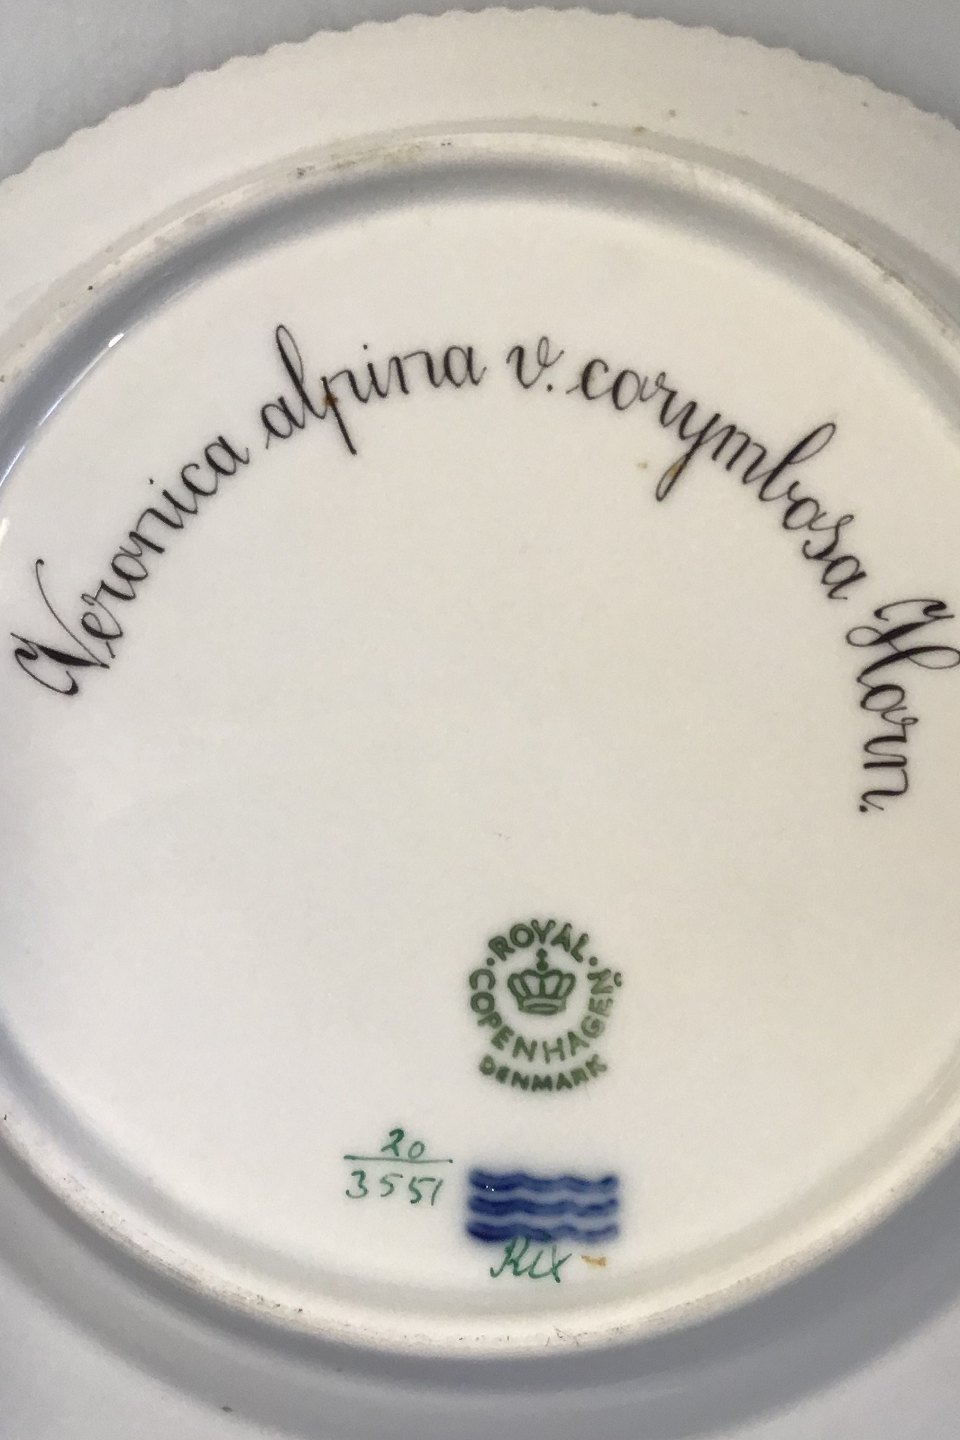 Veronica alpina v. corymbosa Horn.
ROYAL
COPENHAGEN
DENMARK
20
3551